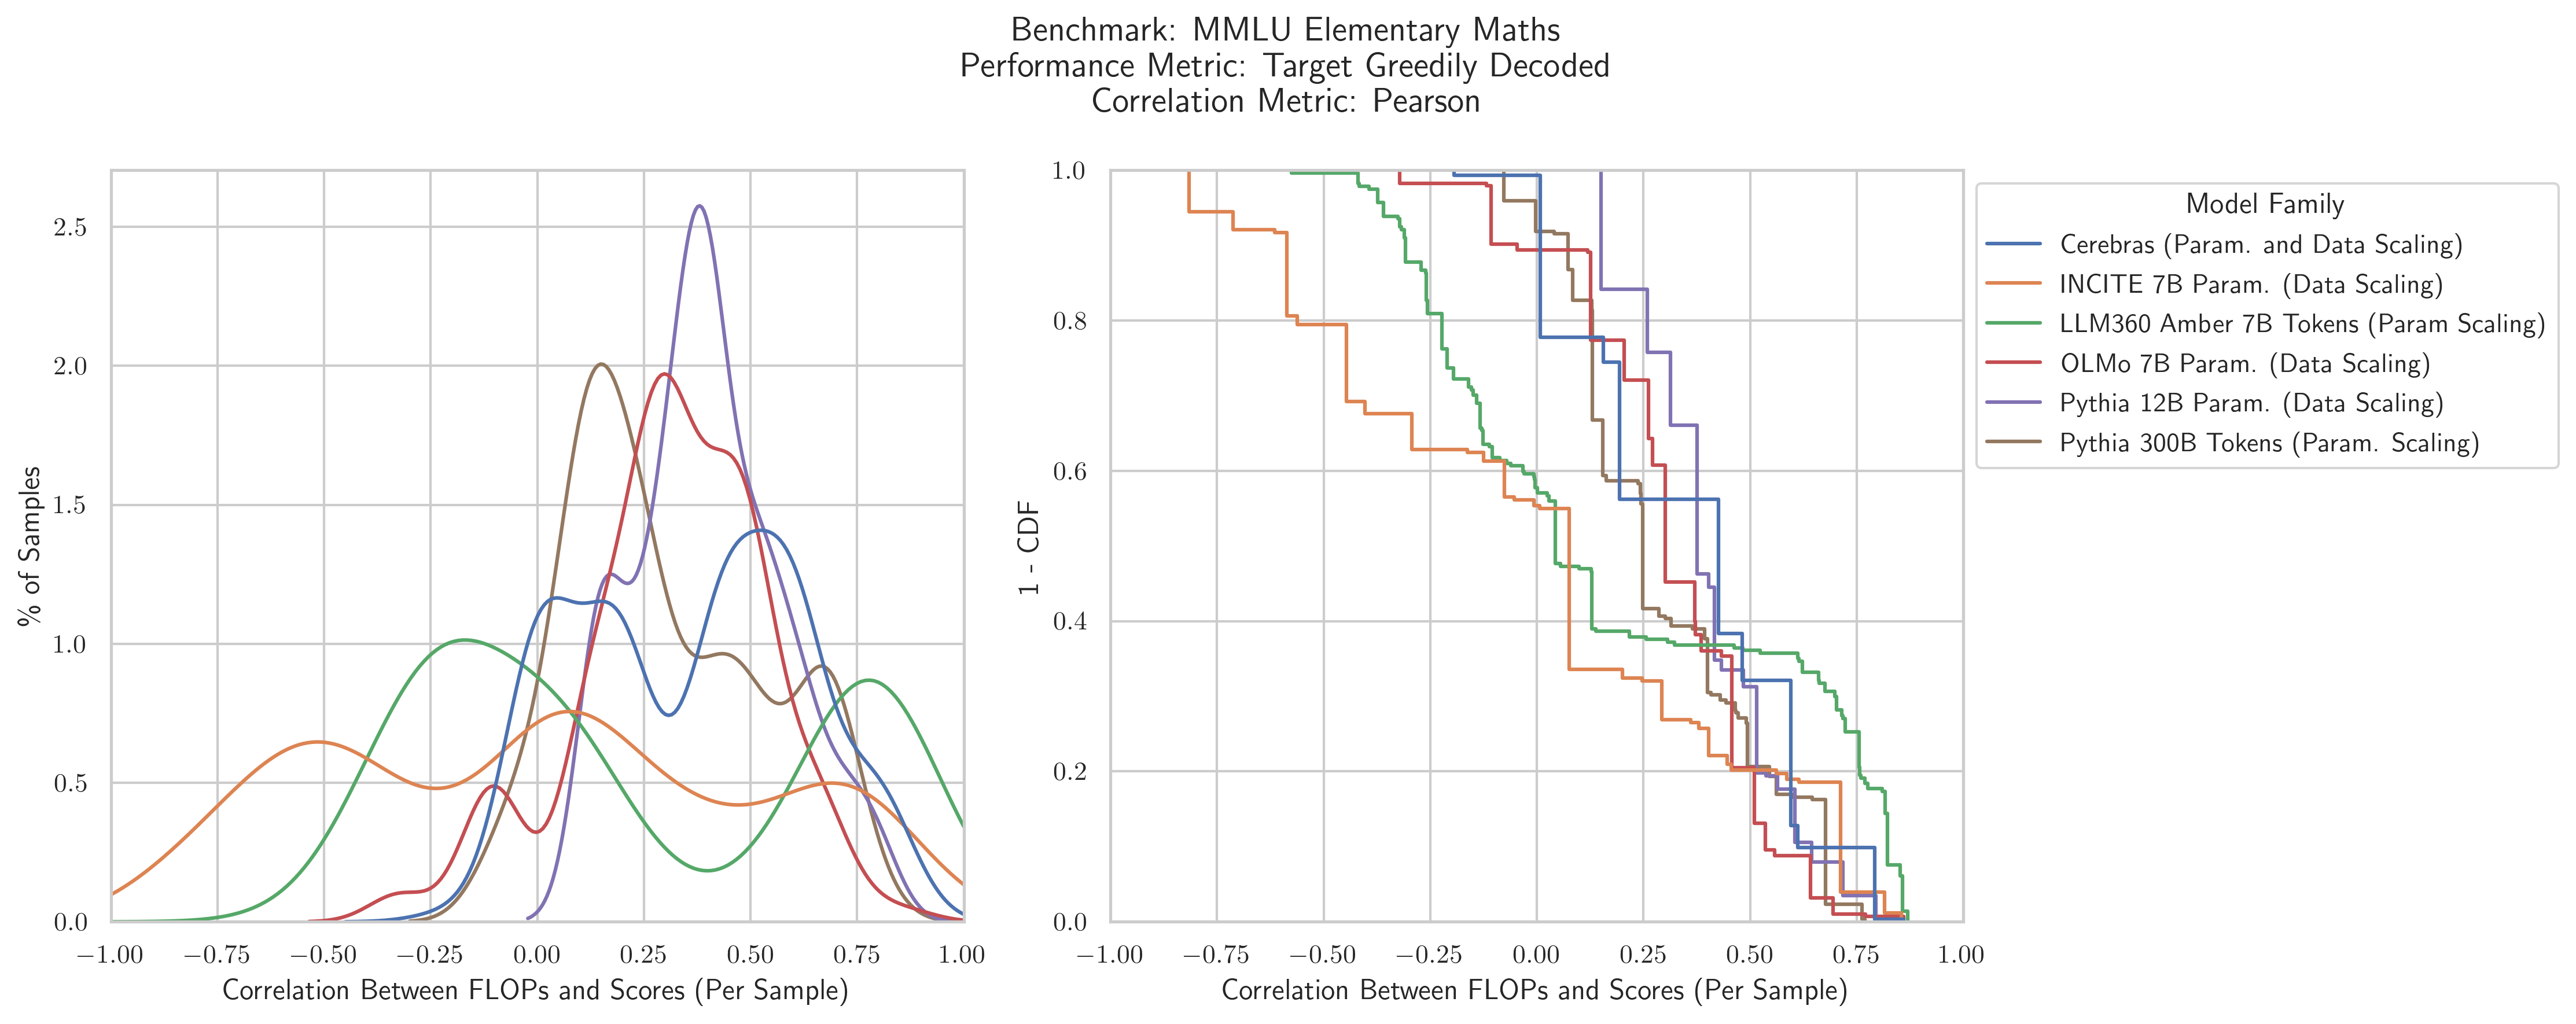 Benchmark: MMLU Elementary Maths
Performance Metric: Target Greedily Decoded
Correlation Metric: Pearson
% of Samples
2.5
2.0
1.5
1.0
0.5
0.0
−1.00 −0.75 −0.50 −0.25 0.00 0.25 0.50 0.75 1.00
Correlation Between FLOPs and Scores (Per Sample)
1 - CDF
1.0
0.8
0.6
0.4
0.2
0.0
−1.00 −0.75 −0.50 −0.25 0.00 0.25 0.50 0.75 1.00
Correlation Between FLOPs and Scores (Per Sample)
Model Family
Cerebras (Param. and Data Scaling)
INCITE 7B Param. (Data Scaling)
LLM360 Amber 7B Tokens (Param Scaling)
OLMo 7B Param. (Data Scaling)
Pythia 12B Param. (Data Scaling)
Pythia 300B Tokens (Param. Scaling)